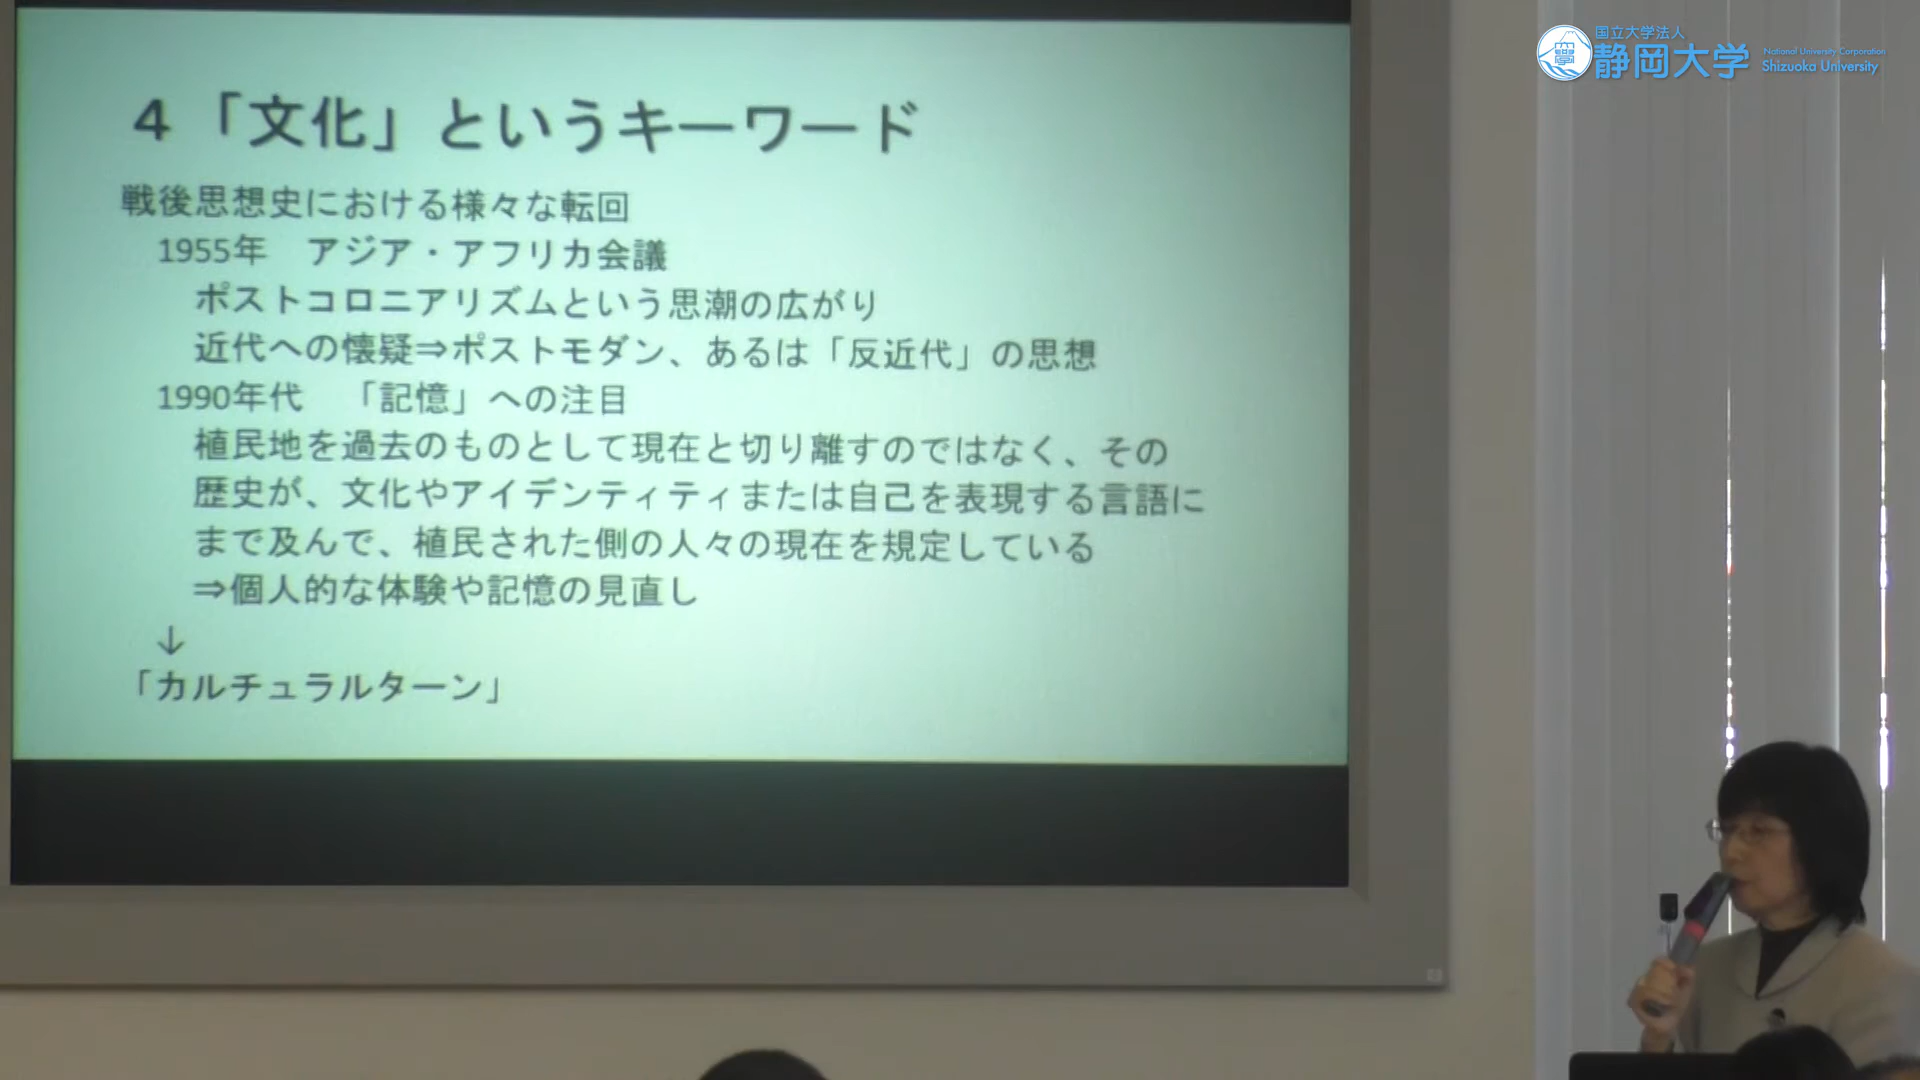 ４「文化」というキーワード
戦後思想史における様々な転回
1955年　アジア・アフリカ会議
ポストコロニアリズムという思潮の広がり
近代への懐疑⇒ポストモダン、あるは「反近代」の思想
1990年代　「記憶」への注目
植民地を過去のものとして現在と切り離すのではなく、その
歴史が、文化やアイデンティティまたは自己を表現する言語に
まで及んで、植民された側の人々の現在を規定している
⇒個人的な体験や記憶の見直し
↓
「カルチュラルターン」
国立大学法人
静岡大学
National University Corporation
Shizuoka University